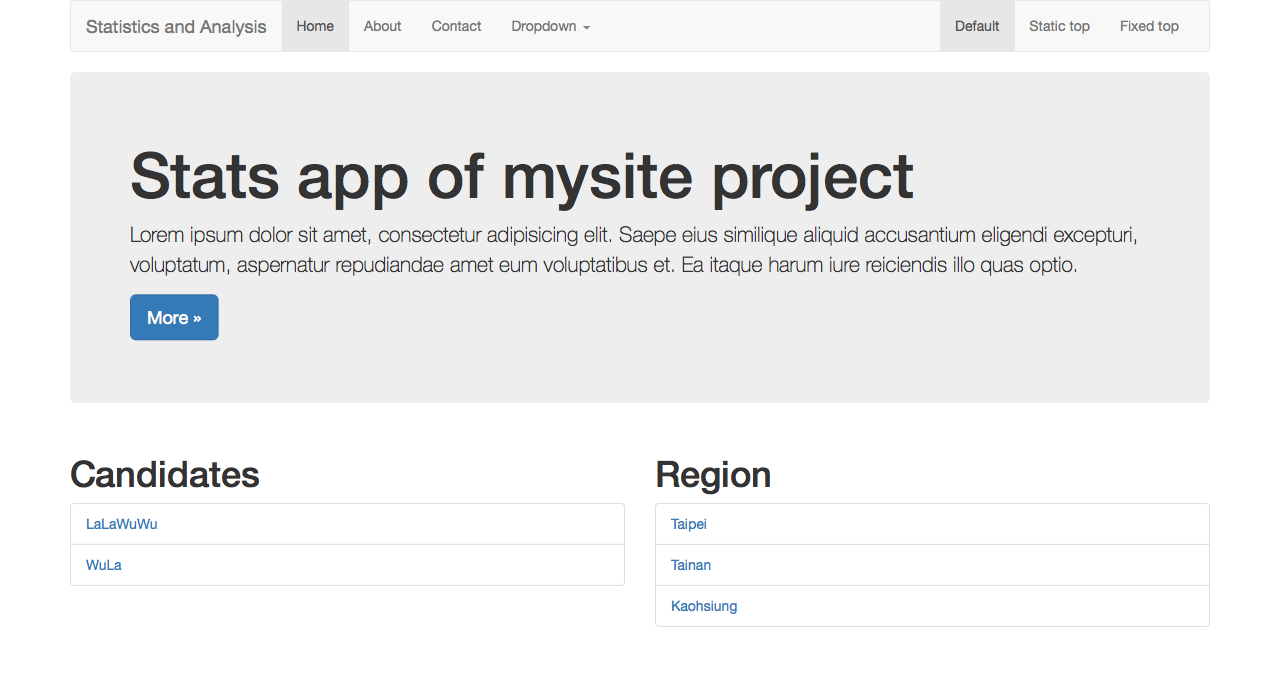 Statistics and Analysis Home About Contact Dropdown Default Static top Fixed top
Stats app of mysite project
Lorem ipsum dolor sit amet, consectetur adipisicing elit. Saepe eius similique aliquid accusantium eligendi excepturi,
voluptatum, aspernatur repudiandae amet eum voluptatibus et. Ea itaque harum iure reiciendis illo quas optio.
More »
Candidates
LaLaWuWu
WuLa
Region
Taipei
Tainan
Kaohsiung